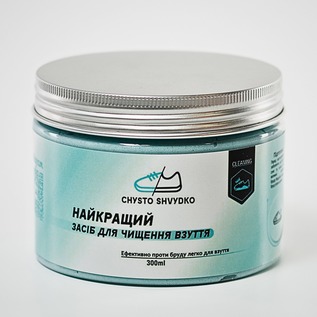 CHYSTO SHVYDKO
CLEANING
НАЙКРАЩИЙ
ЗАСІБ ДЛЯ ЧИЩЕННЯ ВЗУТТЯ
Ефективно проти бруду легко для взуття
300ml